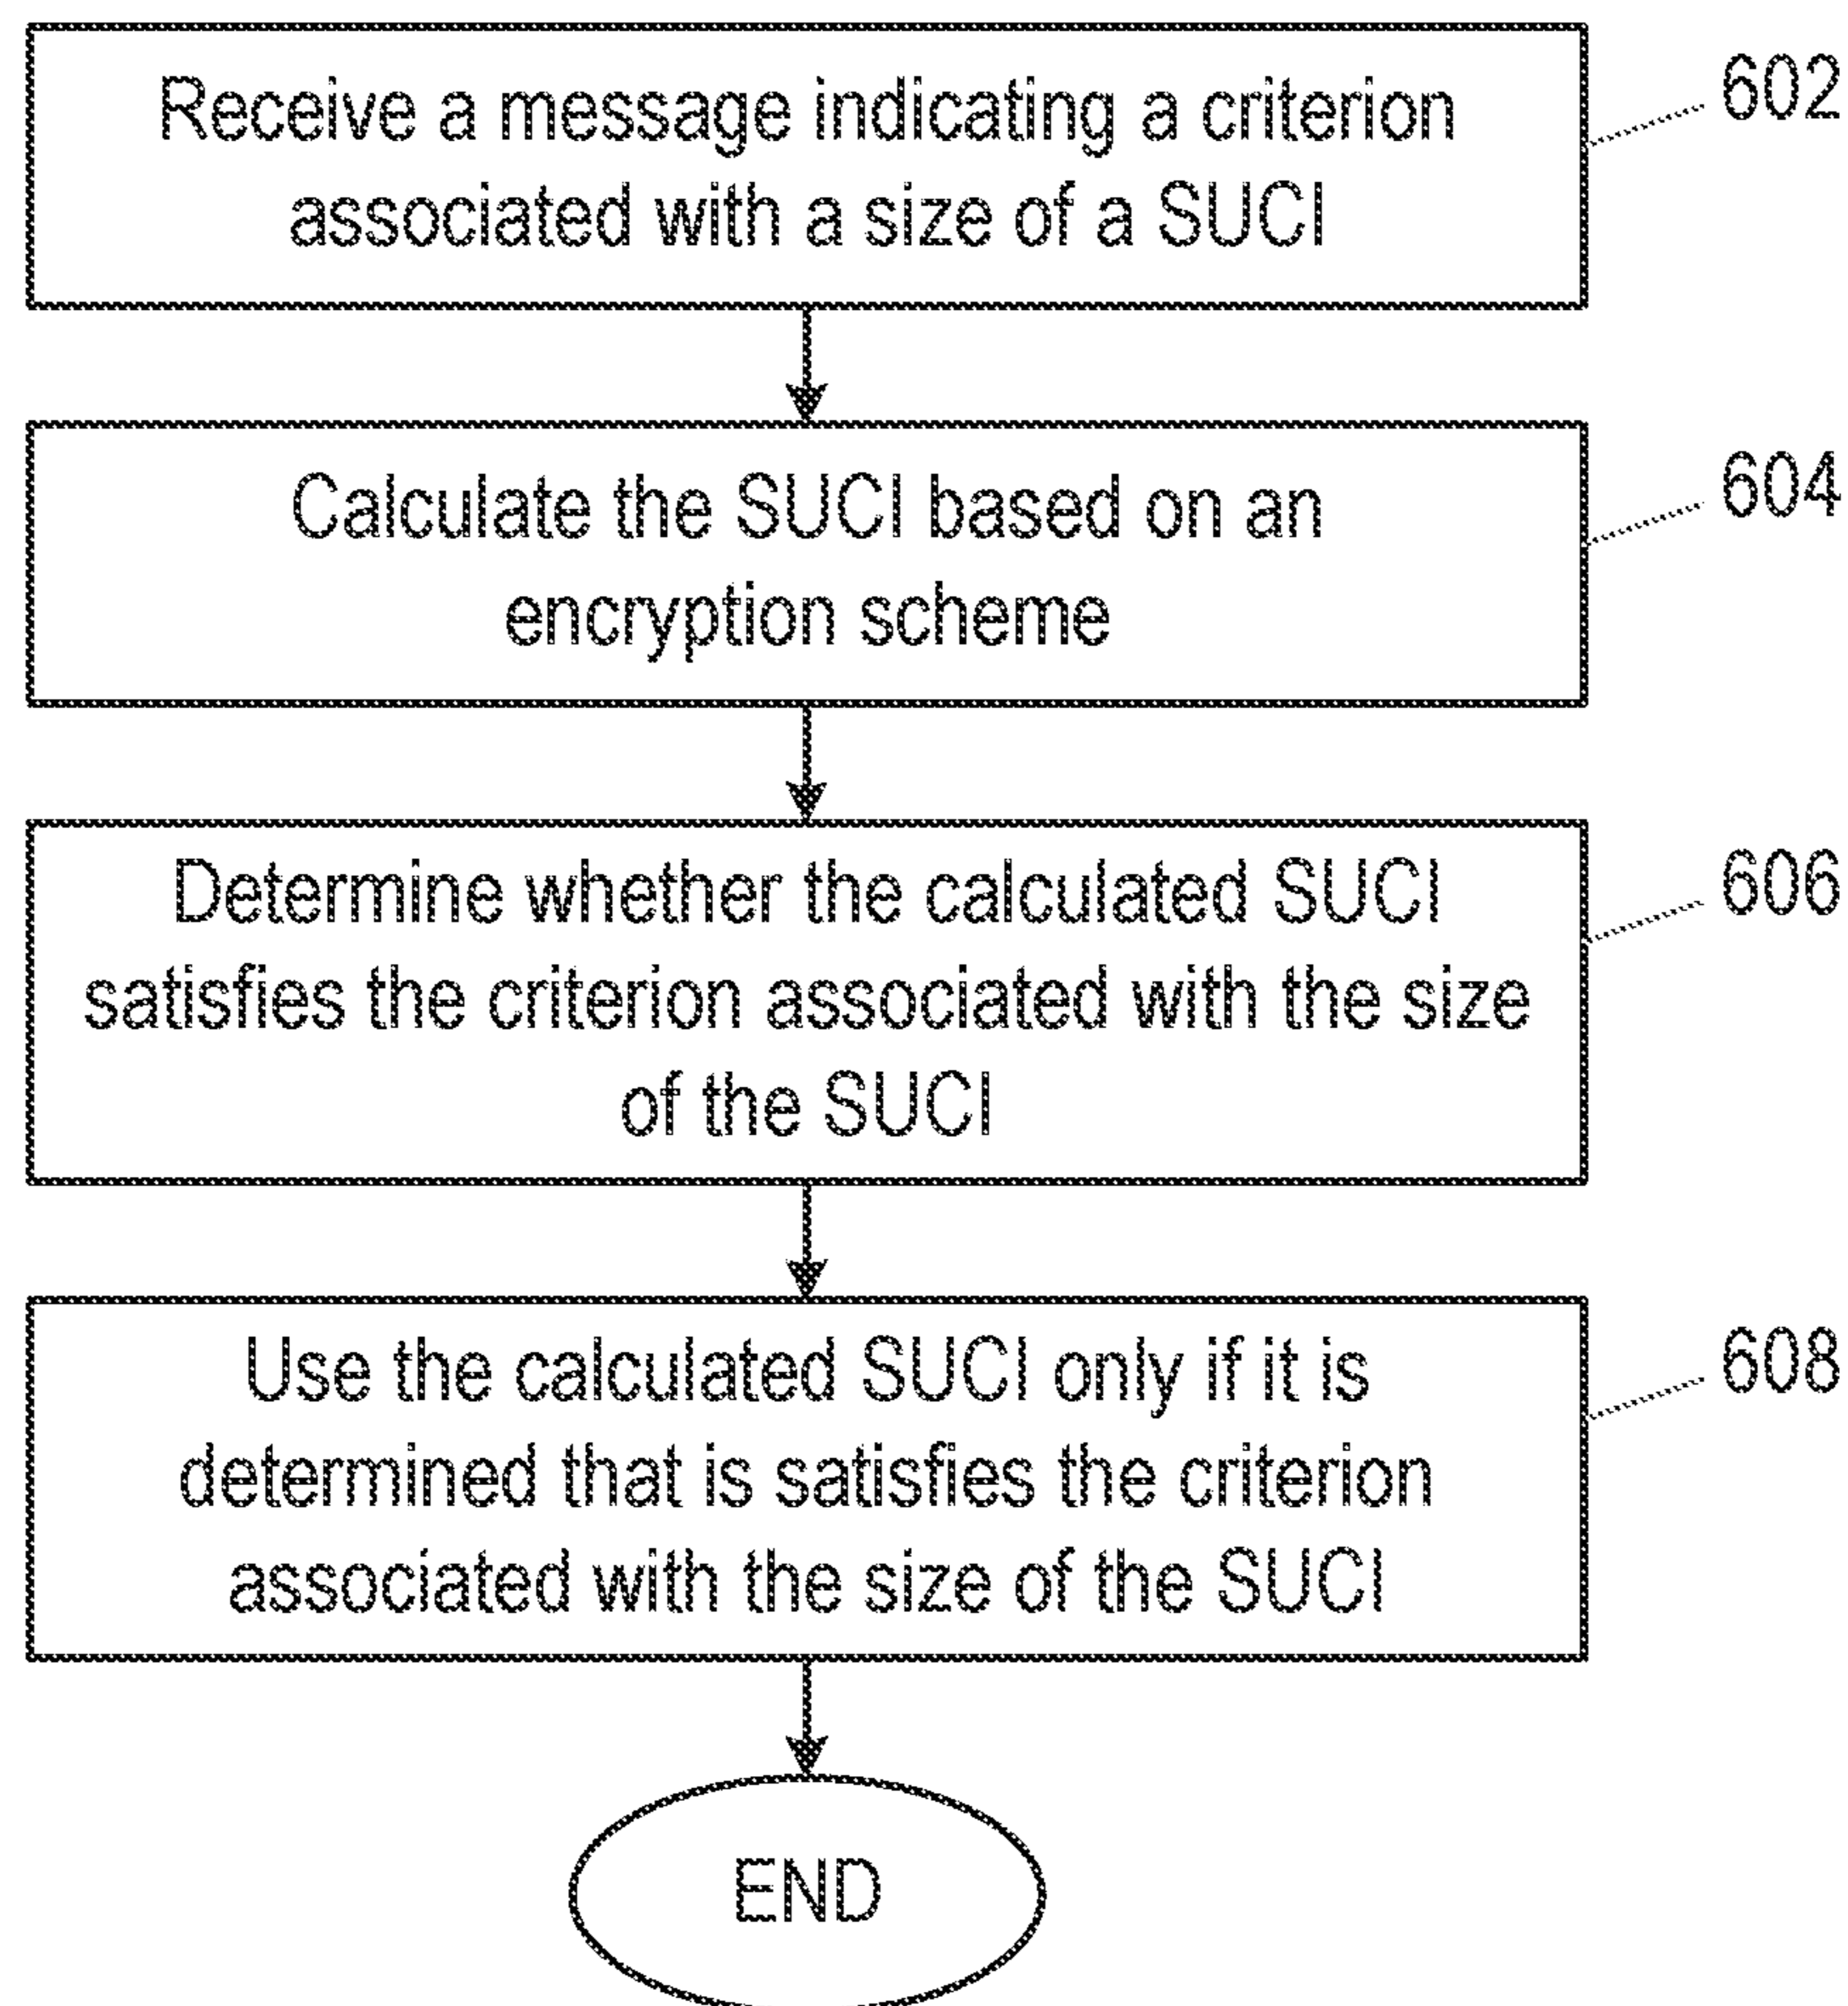 Receive a message indicating a criterion
associated with a size of a SUCI
602
Calculate the SUCI based on an
encryption scheme
604
Determine whether the calculated SUCI
satisfies the criterion associated with the size
of the SUCI
606
Use the calculated SUCI only if it is
determined that is satisfies the criterion
associated with the size of the SUCI
608
END